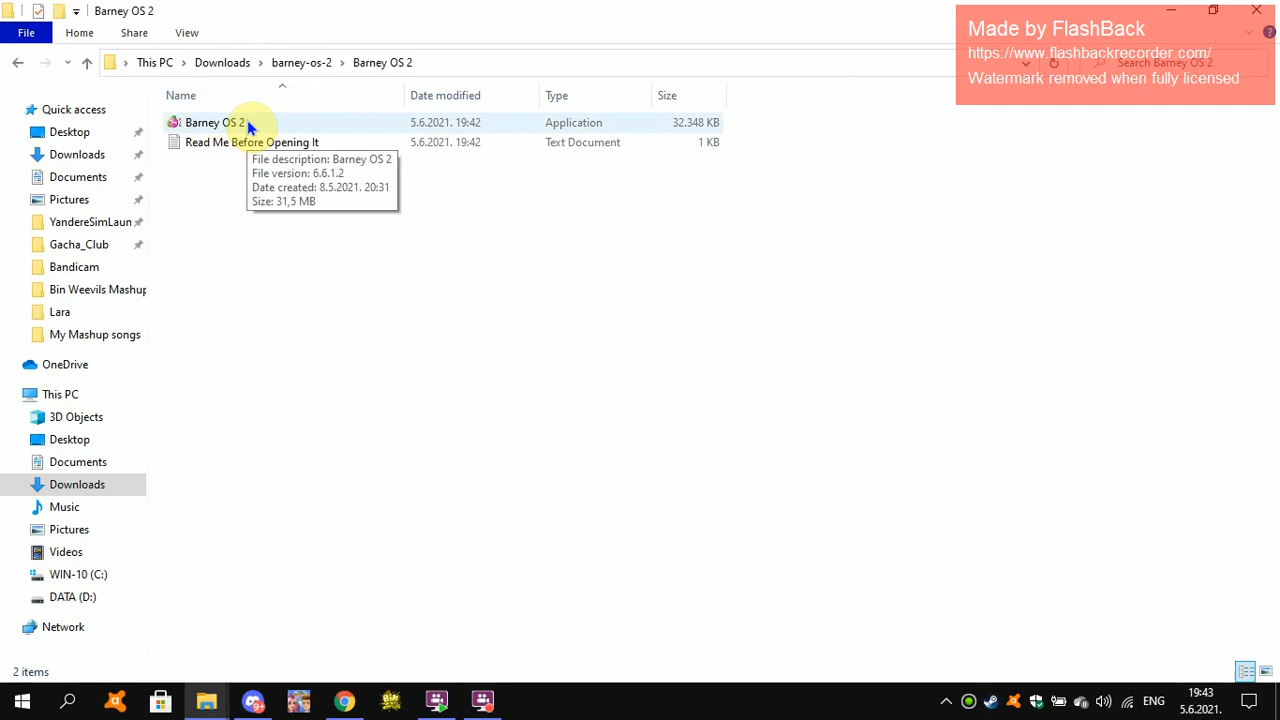 Barney OS 2
Made by FlashBack
https://www.flashbackrecorder.com/
Watermark removed when fully licensed
File
Home
Share
View
This PC
Downloads
barney-os-2
Barney OS 2
Search Barney OS 2
Name
Date modified
Type
Size
Barney OS 2
5.6.2021. 19:42
Application
32.348 KB
Read Me Before Opening It
5.6.2021. 19:42
Text Document
1 KB
File description: Barney OS 2
File version: 6.6.1.2
Date created: 8.5.2021. 20:31
Size: 31,5 MB
Quick access
Desktop
Downloads
Documents
Pictures
YandereSimLaun
Gacha_Club
Bandicam
Bin Weevils Mashup
Lara
My Mashup songs
OneDrive
This PC
3D Objects
Desktop
Documents
Downloads
Music
Pictures
Videos
WIN-10 (C:)
DATA (D:)
Network
2 items
ENG
19:43
5.6.2021.